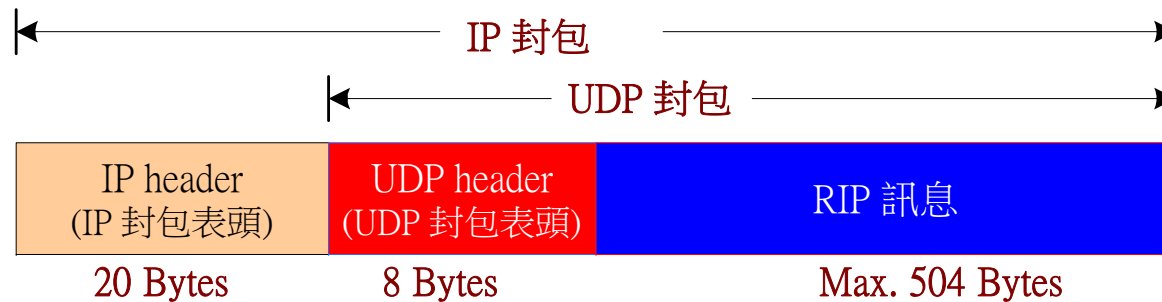 IP 封包
UDP 封包
IP header
(IP 封包表頭)
UDP header
(UDP 封包表頭)
RIP 訊息
20 Bytes
8 Bytes
Max. 504 Bytes